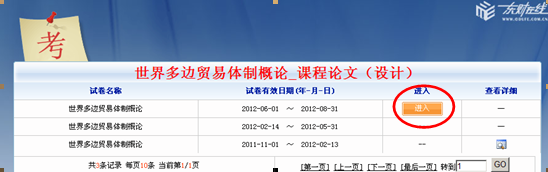 东财在线
WWW.EDUFE.COM.CN
考
世界多边贸易体制概论_课程论文（设计）
试卷名称 试卷有效日期(年-月-日) 进入 查看详细
世界多边贸易体制概论 2012-06-01 ～ 2012-08-31 进入 —
世界多边贸易体制概论 2012-02-14 ～ 2012-05-31 — —
世界多边贸易体制概论 2011-11-01 ～ 2012-02-13 --
共3条记录 每页10条 当前第1/1页 [第一页] [上一页] [下一页] [最后一页] 转到 1 GO